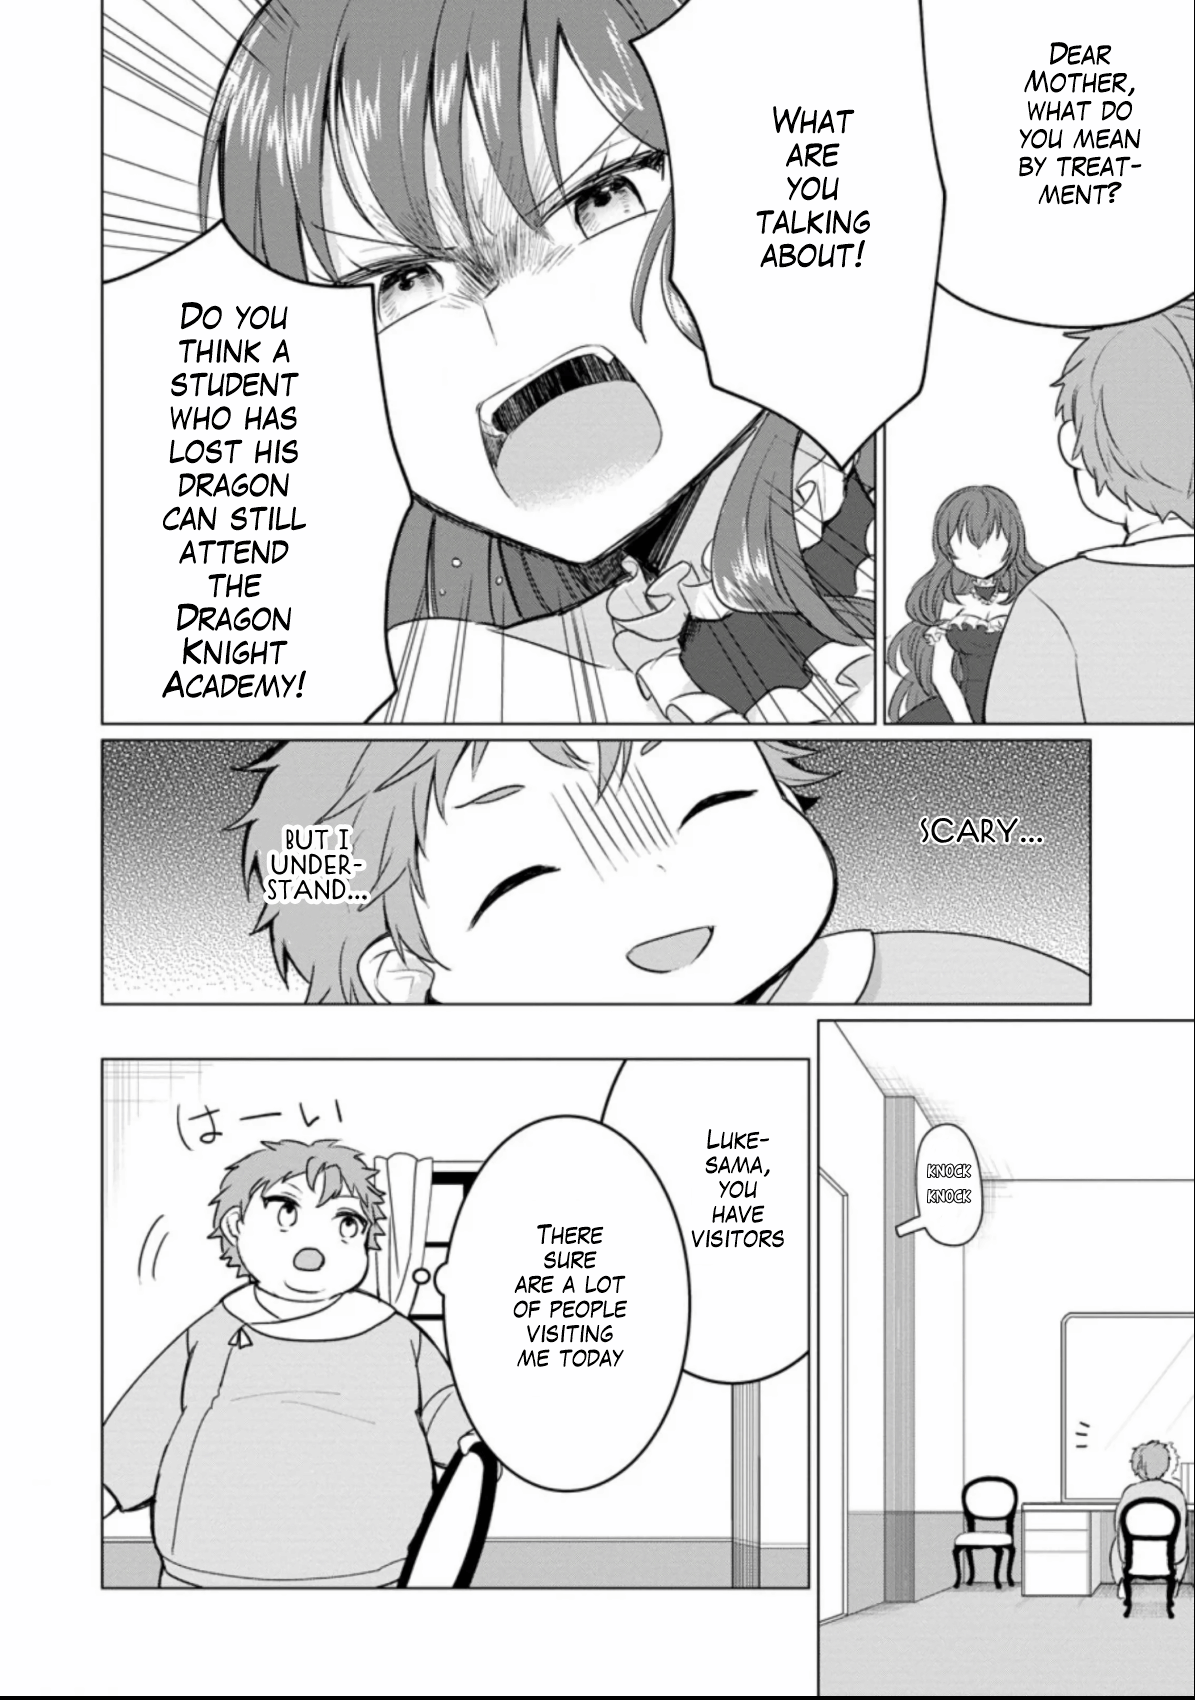 DEAR
MOTHER,
WHAT DO
YOU MEAN
BY TREAT-
MENT?
WHAT
ARE
YOU
TALKING
ABOUT!
DO YOU
THINK A
STUDENT
WHO HAS
LOST HIS
DRAGON
CAN STILL
ATTEND
THE
DRAGON
KNIGHT
ACADEMY!
SCARY...
BUT I
UNDER-
STAND...
KNOCK
KNOCK
LUKE-
SAMA,
YOU
HAVE
VISITORS
THERE
SURE
ARE A LOT
OF PEOPLE
VISITING
ME TODAY
はーい